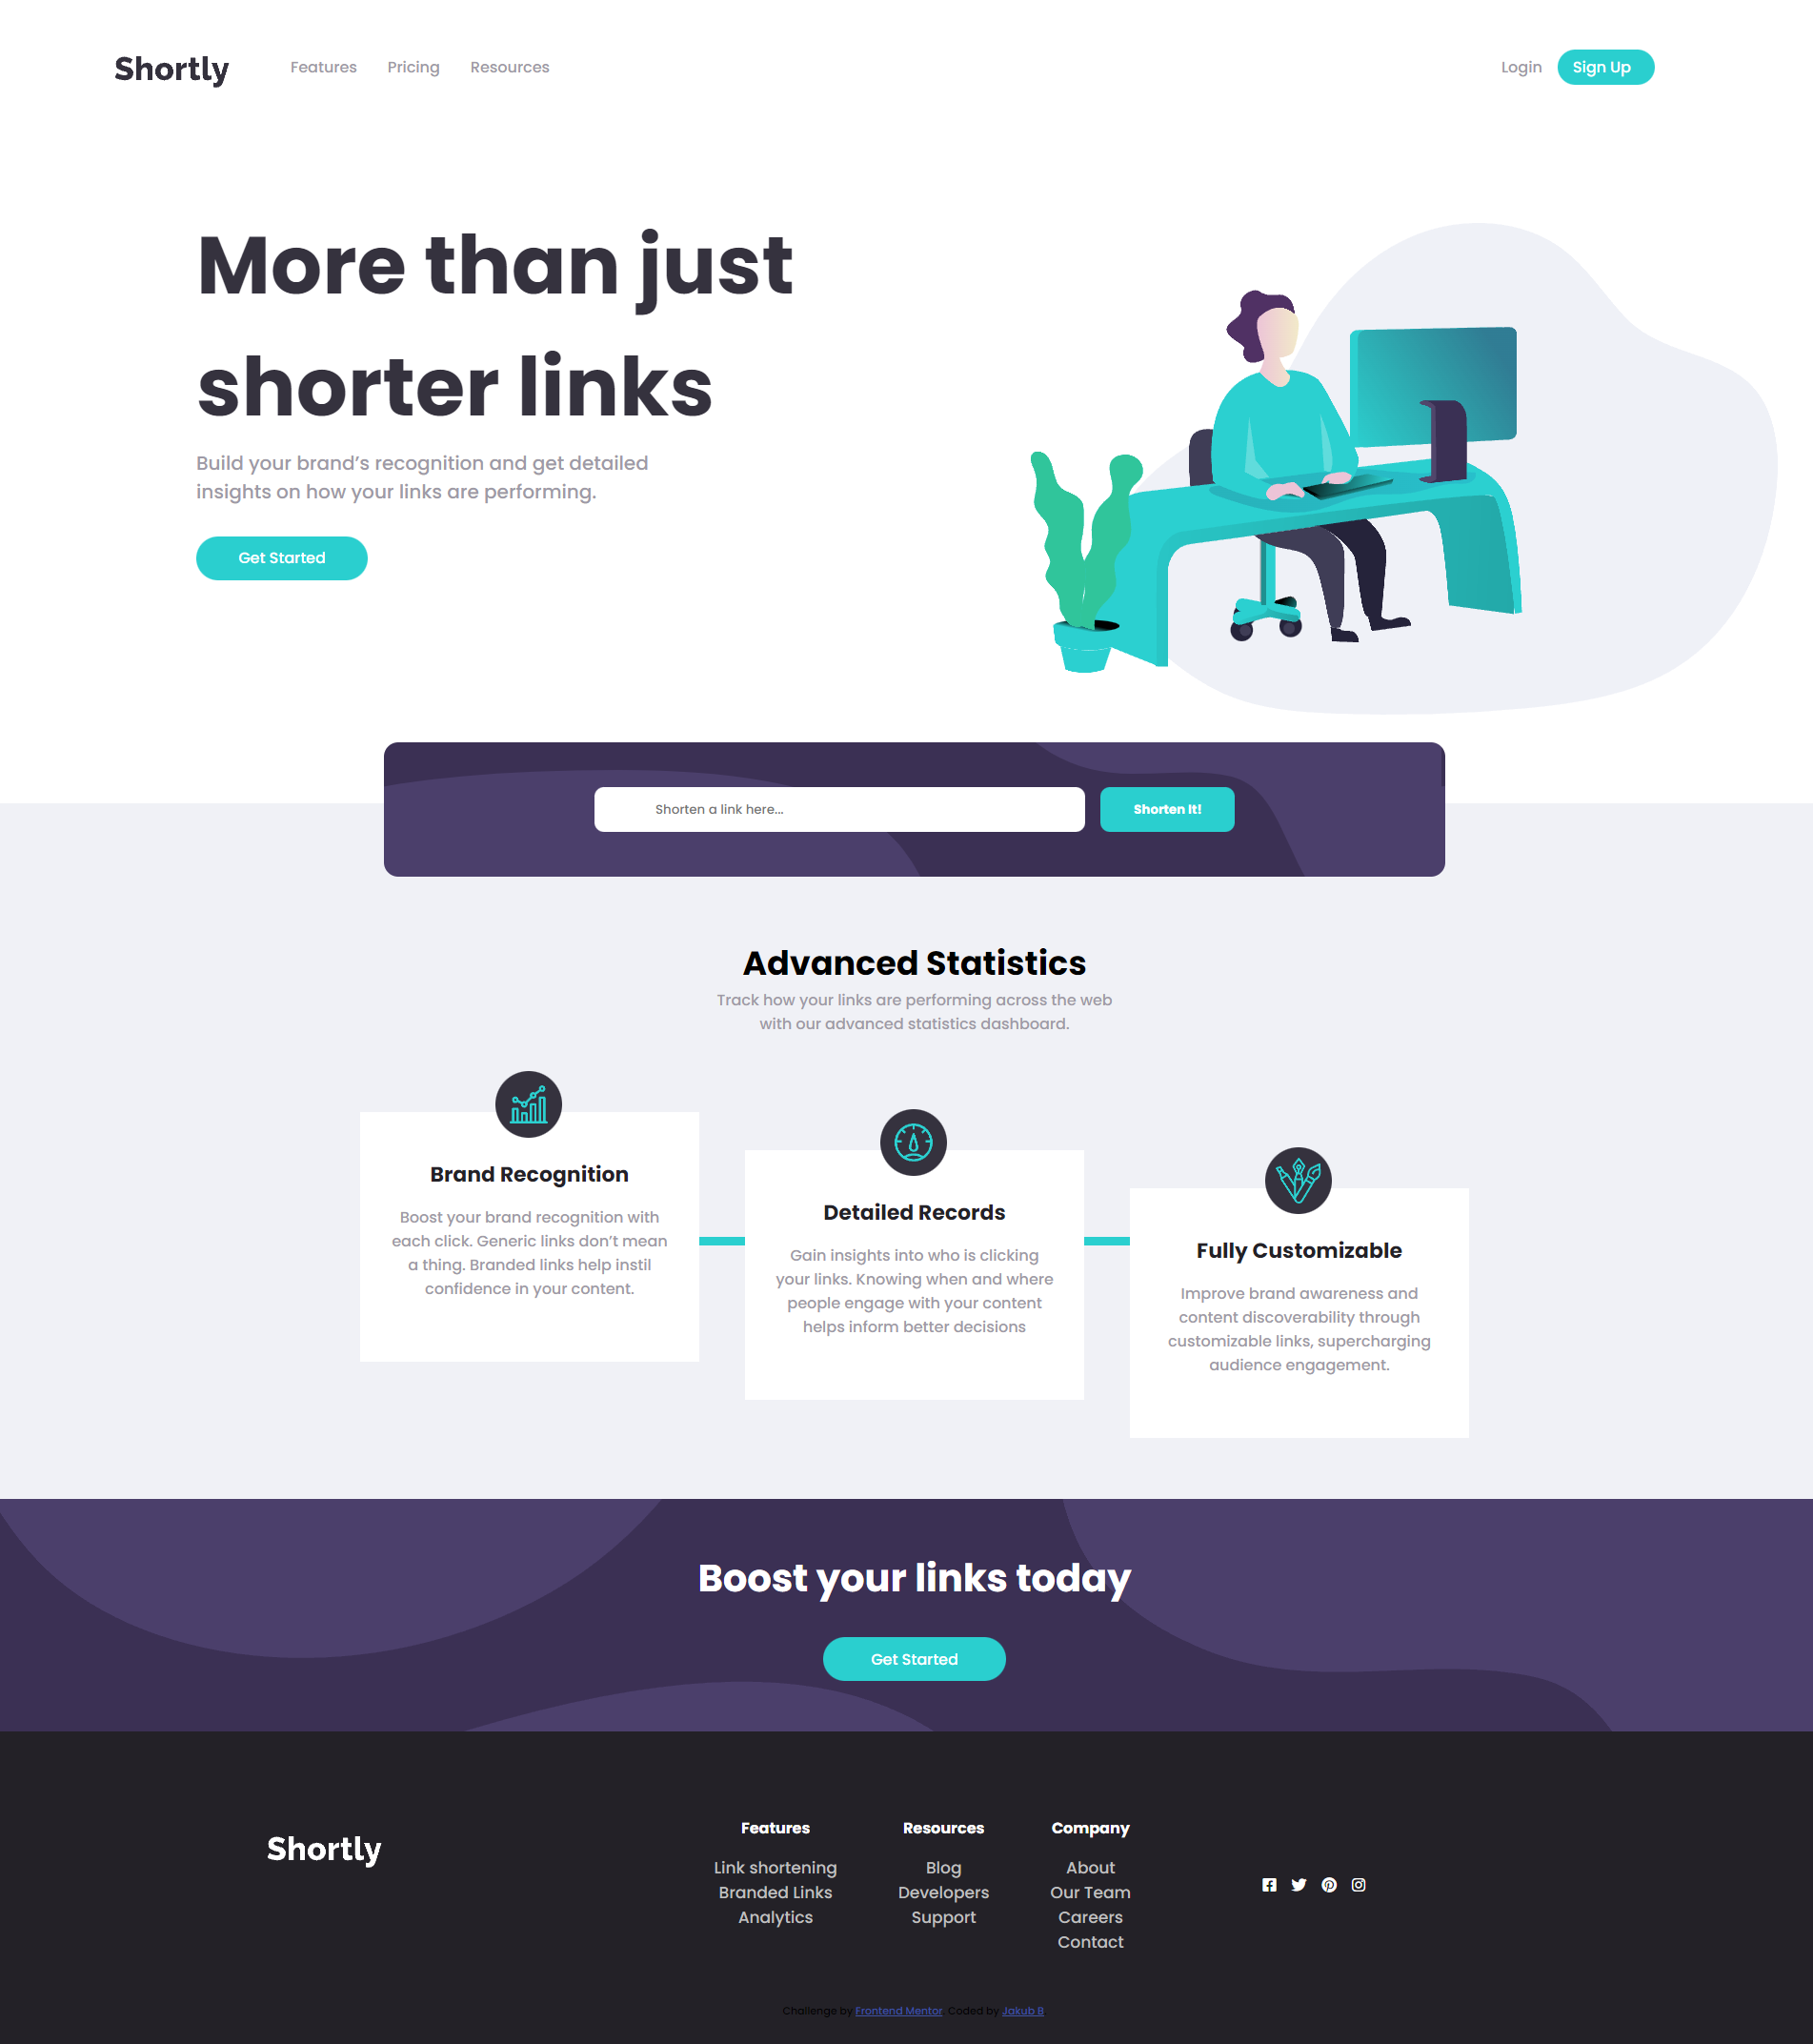 Shortly
Features
Pricing
Resources
Login
Sign Up
More than just
shorter links
Build your brand’s recognition and get detailed
insights on how your links are performing.
Get Started
Shorten a link here...
Shorten It!
Advanced Statistics
Track how your links are performing across the web
with our advanced statistics dashboard.
Brand Recognition
Boost your brand recognition with
each click. Generic links don’t mean
a thing. Branded links help instil
confidence in your content.
Detailed Records
Gain insights into who is clicking
your links. Knowing when and where
people engage with your content
helps inform better decisions
Fully Customizable
Improve brand awareness and
content discoverability through
customizable links, supercharging
audience engagement.
Boost your links today
Get Started
Shortly
Features
Link shortening
Branded Links
Analytics
Resources
Blog
Developers
Support
Company
About
Our Team
Careers
Contact
Challenge by Frontend Mentor. Coded by Jakub B.